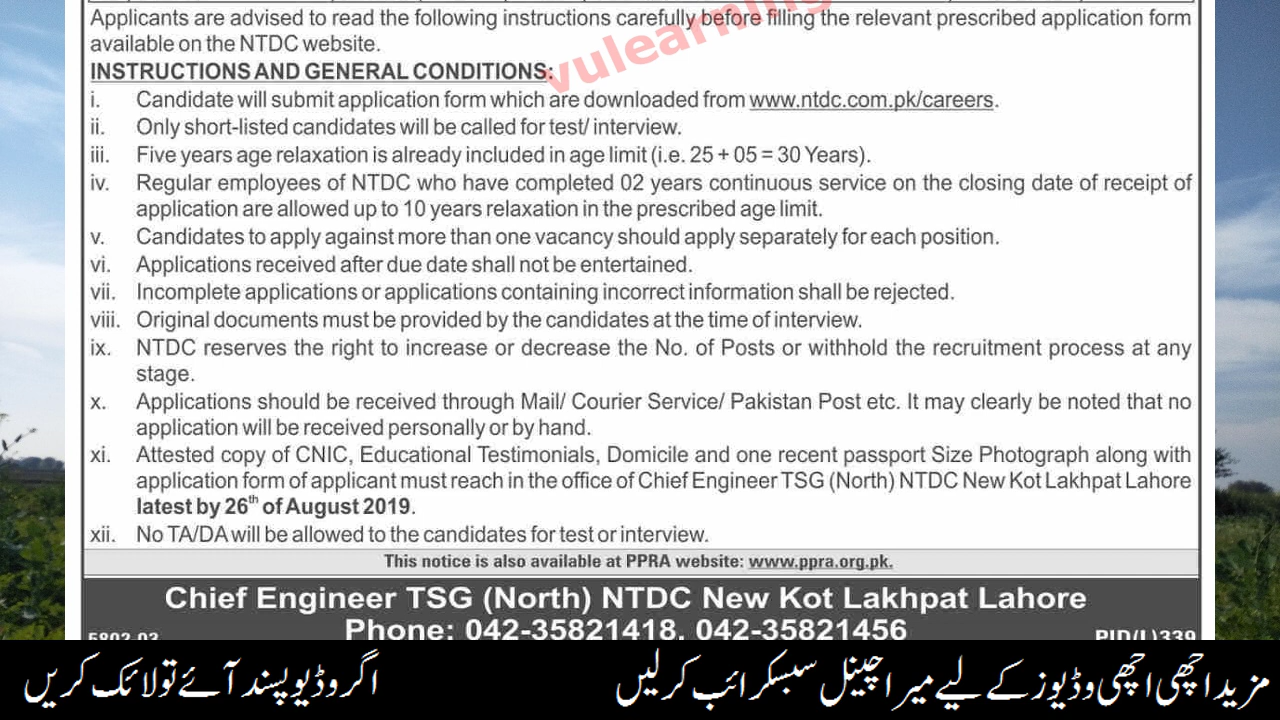 Applicants are advised to read the following instructions carefully before filling the relevant prescribed application form
available on the NTDC website.
vulearning
INSTRUCTIONS AND GENERAL CONDITIONS:
i. Candidate will submit application form which are downloaded from www.ntdc.com.pk/careers.
ii. Only short-listed candidates will be called for test/ interview.
iii. Five years age relaxation is already included in age limit (i.e. 25 + 05 = 30 Years).
iv. Regular employees of NTDC who have completed 02 years continuous service on the closing date of receipt of
application are allowed up to 10 years relaxation in the prescribed age limit.
v. Candidates to apply against more than one vacancy should apply separately for each position.
vi. Applications received after due date shall not be entertained.
vii. Incomplete applications or applications containing incorrect information shall be rejected.
viii. Original documents must be provided by the candidates at the time of interview.
ix. NTDC reserves the right to increase or decrease the No. of Posts or withhold the recruitment process at any
stage.
x. Applications should be received through Mail/ Courier Service/ Pakistan Post etc. It may clearly be noted that no
application will be received personally or by hand.
xi. Attested copy of CNIC, Educational Testimonials, Domicile and one recent passport Size Photograph along with
application form of applicant must reach in the office of Chief Engineer TSG (North) NTDC New Kot Lakhpat Lahore
latest by 26th of August 2019.
xii. No TA/DA will be allowed to the candidates for test or interview.
This notice is also available at PPRA website: www.ppra.org.pk.
Chief Engineer TSG (North) NTDC New Kot Lakhpat Lahore
Phone: 042-35821418, 042-35821456
5802-03
PID(L)339
مزید اچھی اچھی وڈیوز کے لیے میرا چینل سبسکرائب کرلیں
اگر وڈیو پسند آئے تو لائک کریں